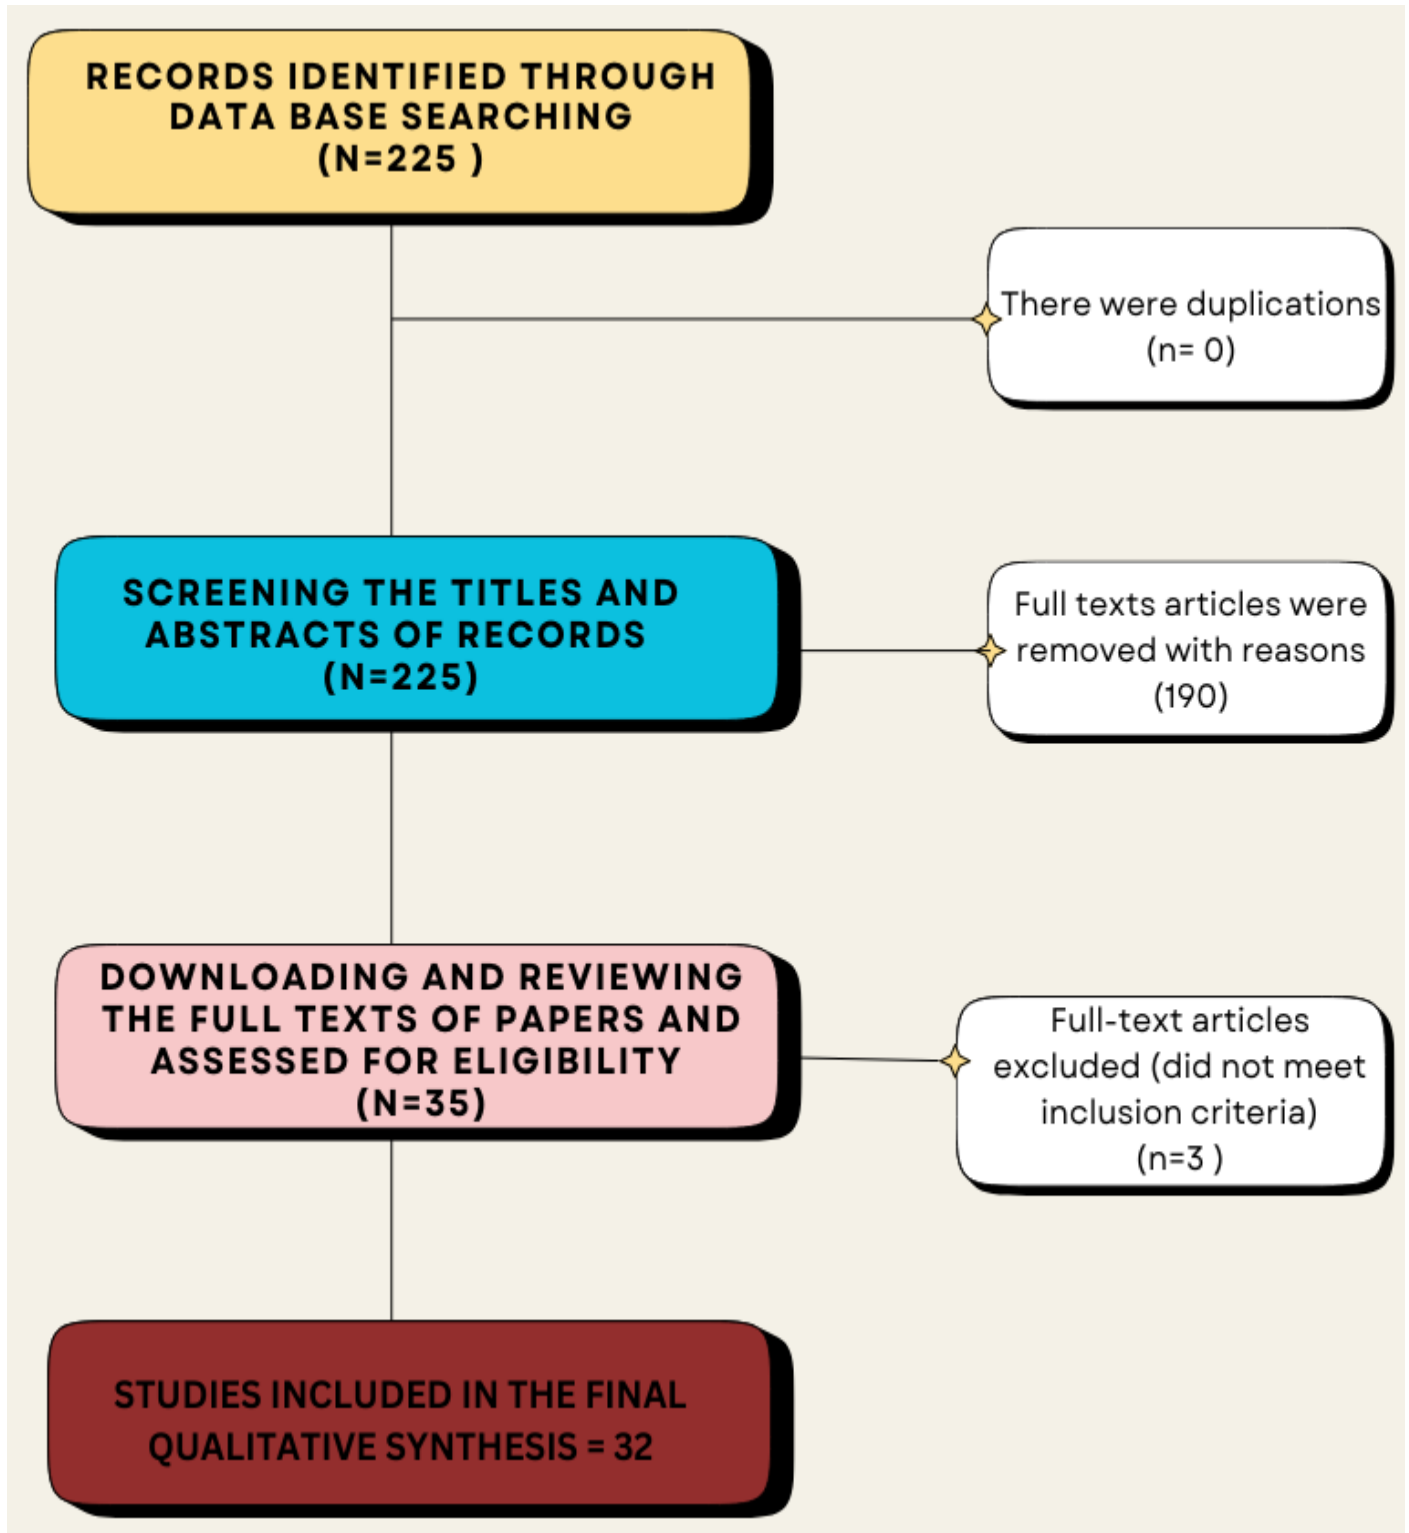 RECORDS IDENTIFIED THROUGH
DATA BASE SEARCHING
(N=225 )
There were duplications
(n= 0)
SCREENING THE TITLES AND
ABSTRACTS OF RECORDS
(N=225)
Full texts articles were
removed with reasons
(190)
DOWNLOADING AND REVIEWING
THE FULL TEXTS OF PAPERS AND
ASSESSED FOR ELIGIBILITY
(N=35)
Full-text articles
excluded (did not meet
inclusion criteria)
(n=3 )
STUDIES INCLUDED IN THE FINAL
QUALITATIVE SYNTHESIS = 32